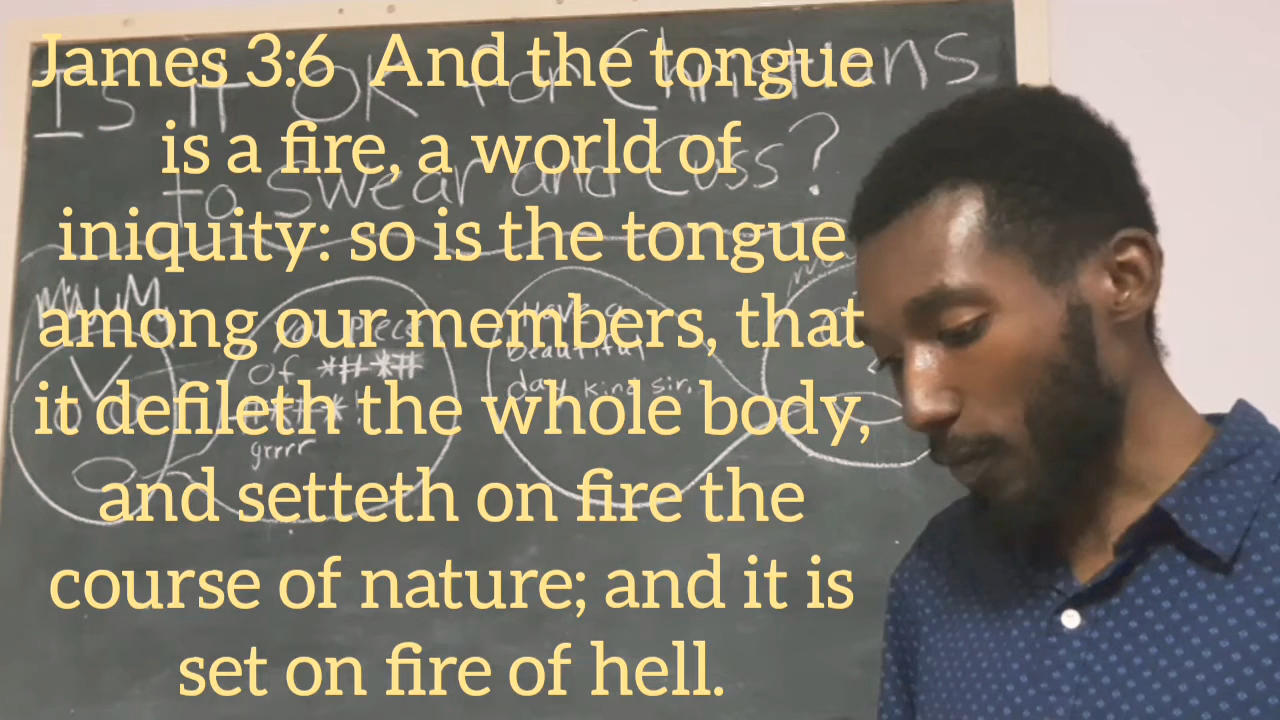 James 3:6 And the tongue
is a fire, a world of
iniquity: so is the tongue
among our members, that
it defileth the whole body,
and setteth on fire the
course of nature; and it is
set on fire of hell.
Is it OK for Christians
to swear and Cuss?
you piece
of *##*#
grrrr
Have a
beautiful
day kind sir.